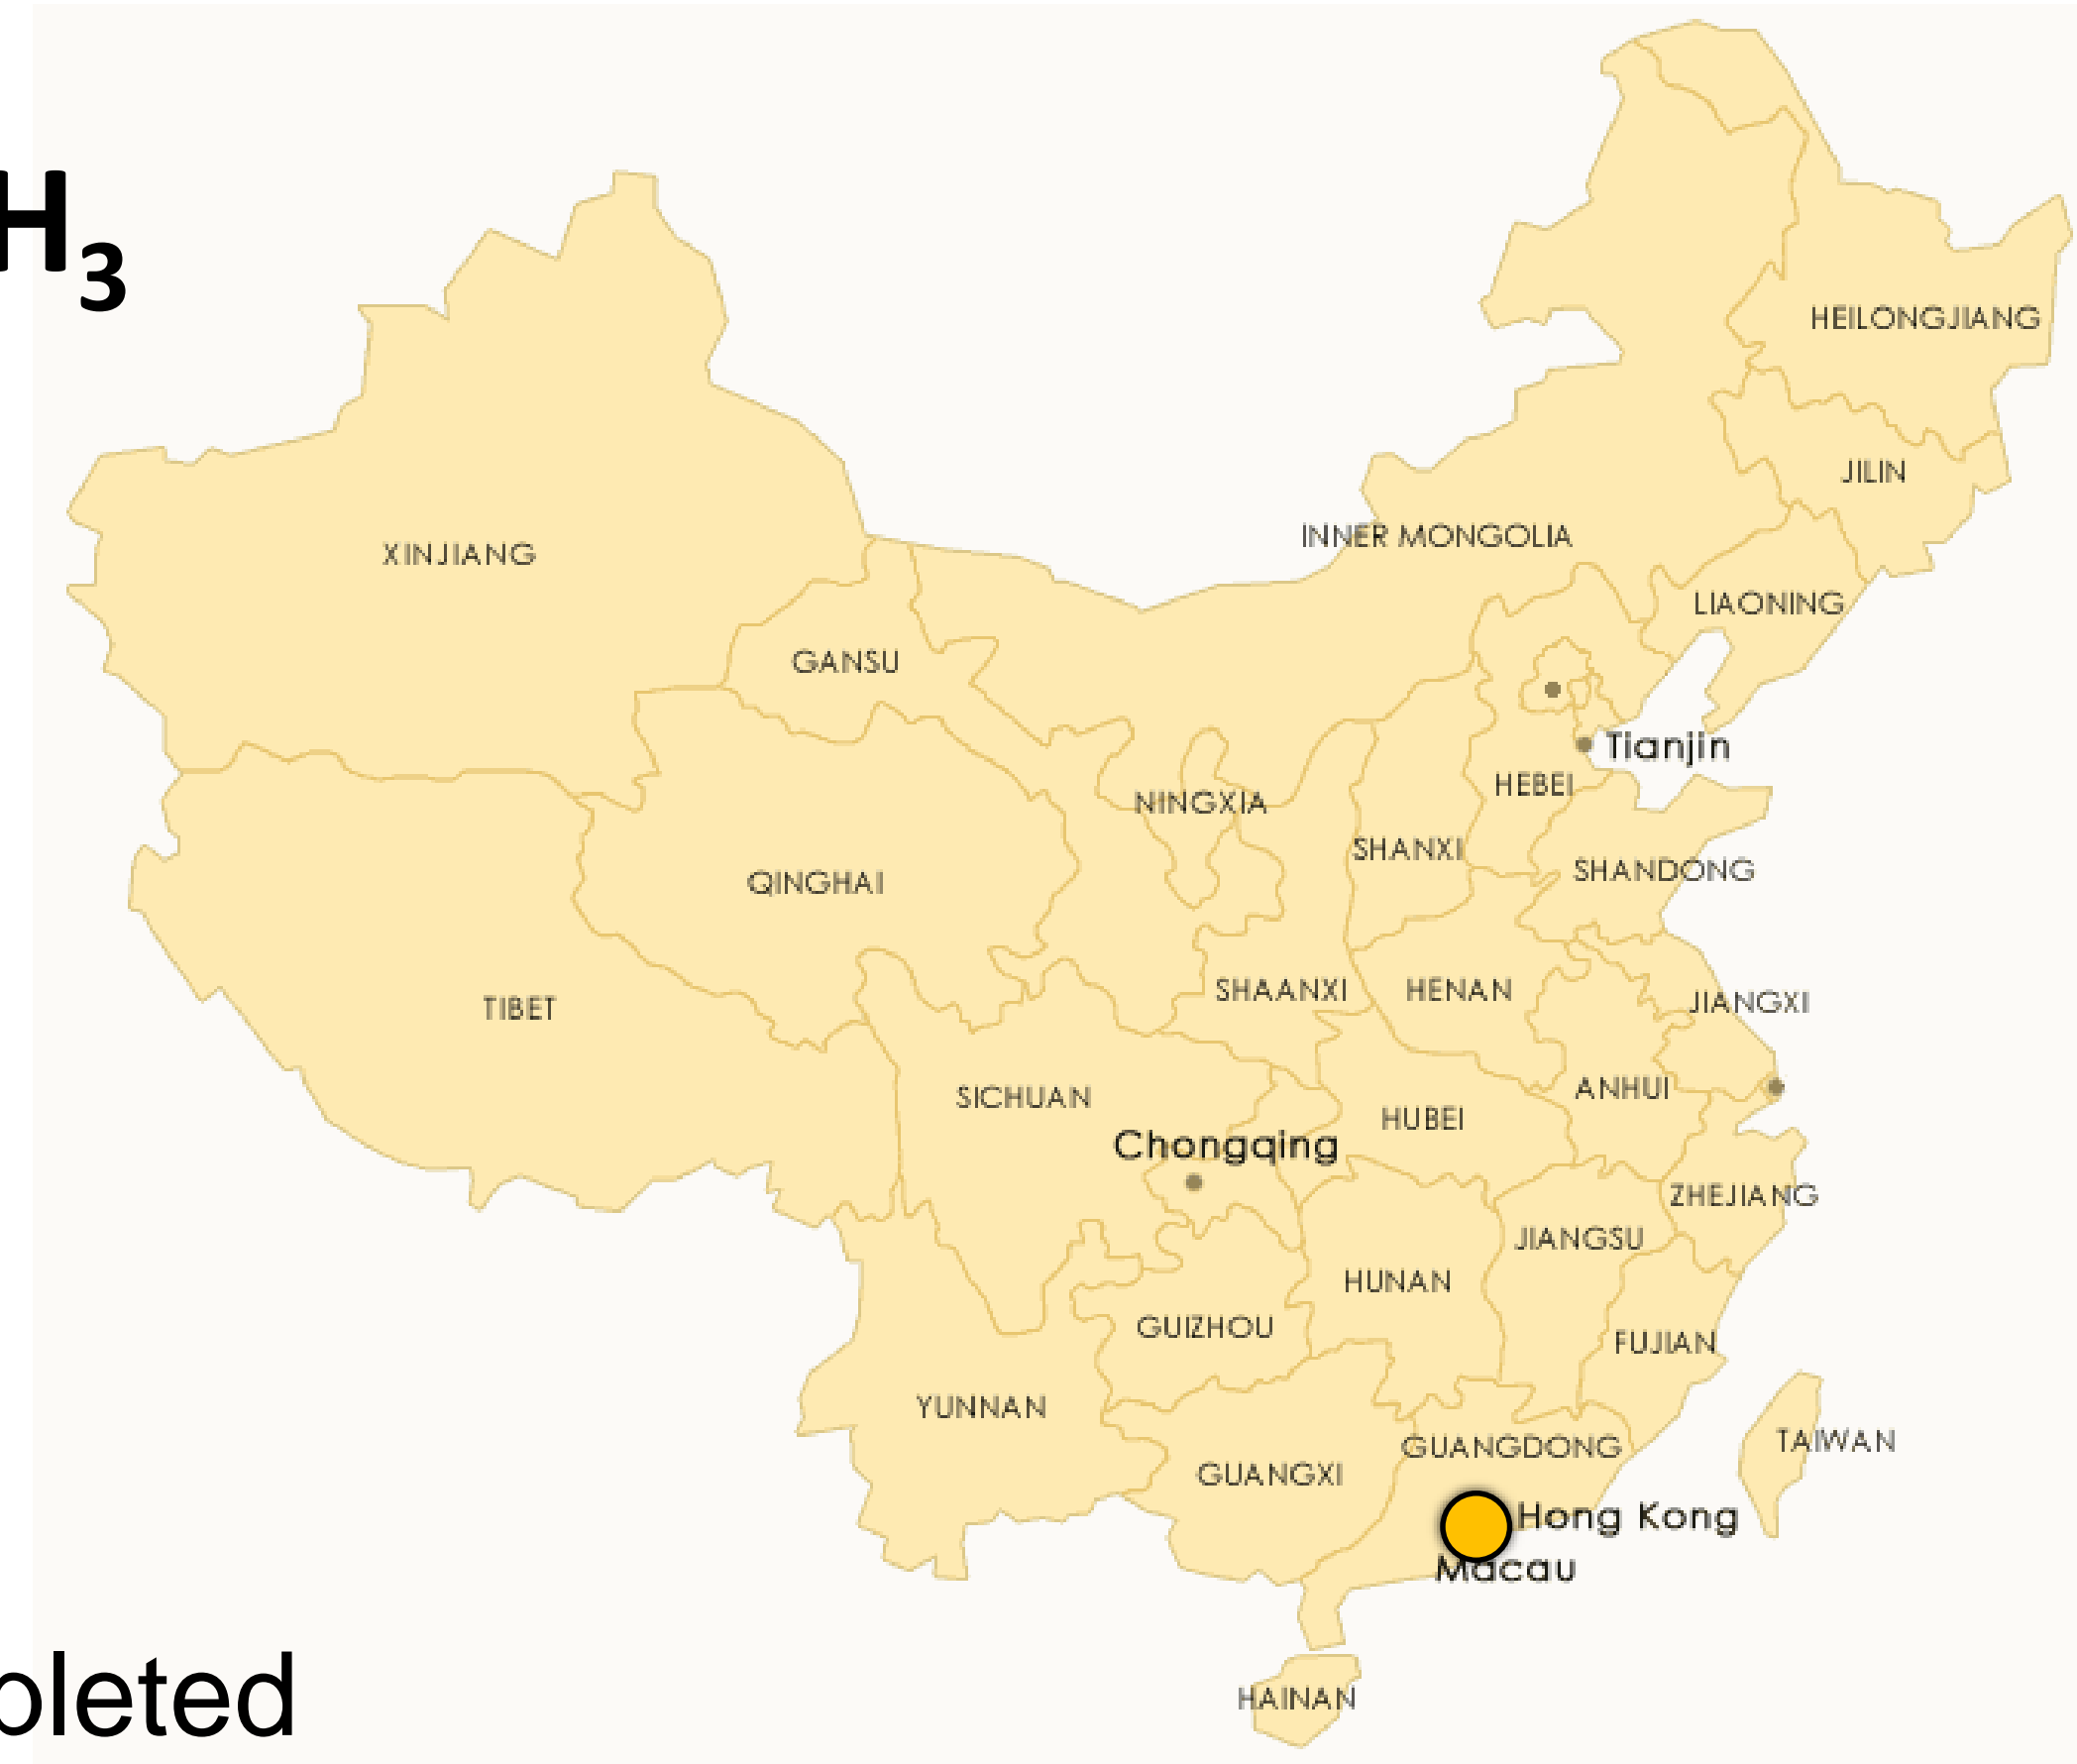 H3
HEILONGJIANG
JILIN
INNER MONGOLIA
XINJIANG
LIAONING
GANSU
Tianjin
HEBEI
NINGXIA
SHANXI
SHANDONG
QINGHAI
SHAANXI
HENAN
JIANGXI
TIBET
ANHUI
SICHUAN
HUBEI
Chongqing
ZHEJIANG
JIANGSU
HUNAN
GUIZHOU
FUJIAN
YUNNAN
TAIWAN
GUANGDONG
GUANGXI
Hong Kong
Macau
HAINAN
pleted